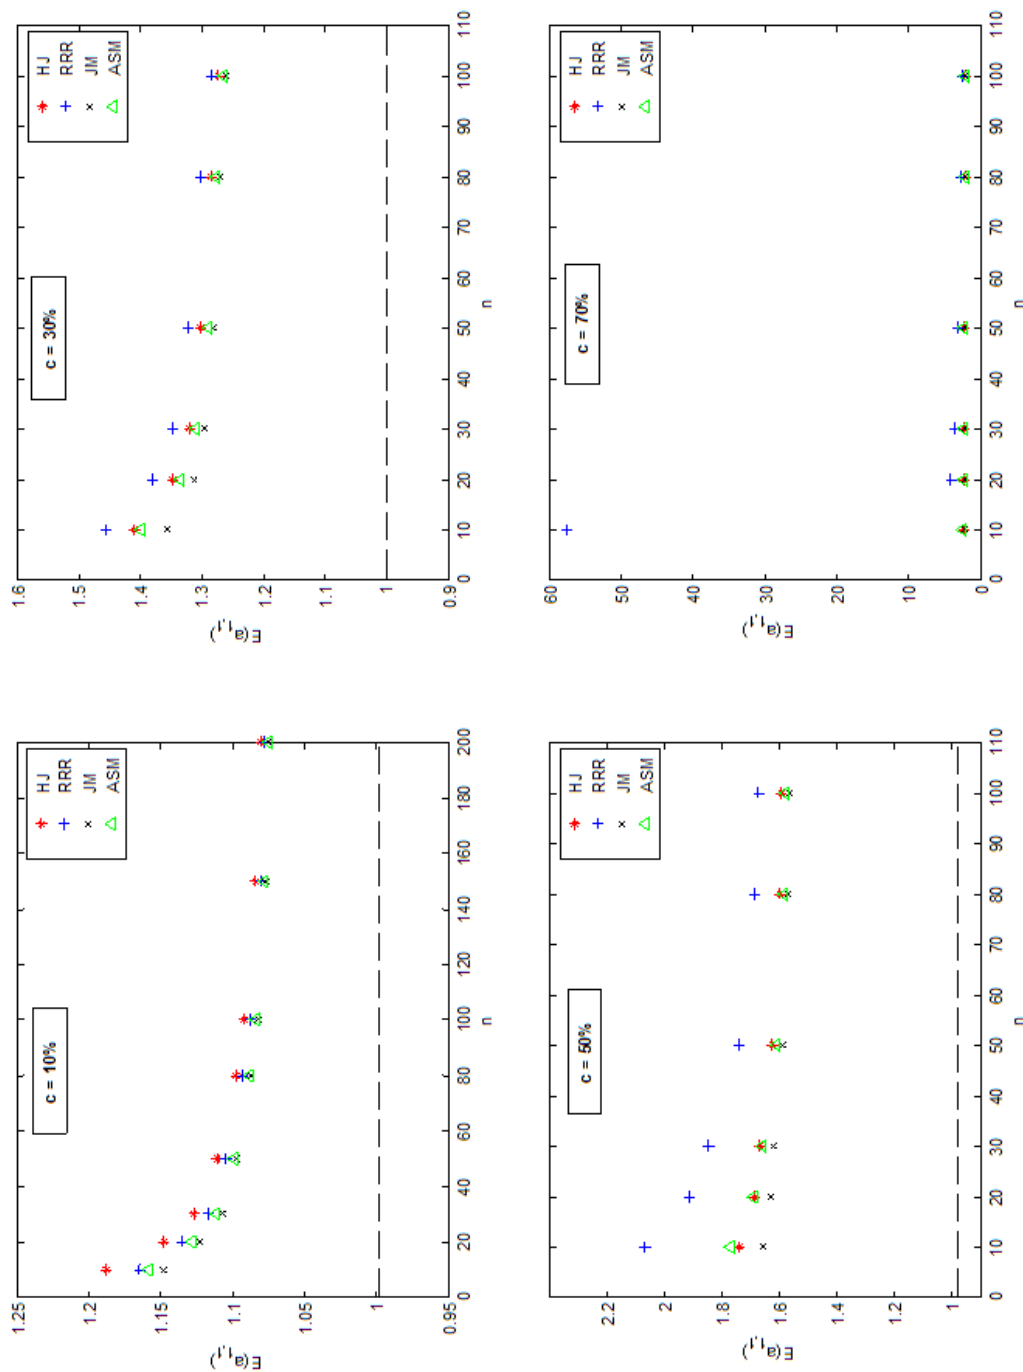 1.25
1.2
1.15
1.1
1.05
1
0.95
E(a1,1)
c = 10%
HJ
RRR
JM
ASM
0 20 40 60 80 100 120 140 160 180 200
n
1.6
1.5
1.4
1.3
1.2
1.1
1
0.9
E(a1,1)
c = 30%
HJ
RRR
JM
ASM
0 10 20 30 40 50 60 70 80 90 100 110
n
2.2
2
1.8
1.6
1.4
1.2
1
E(a1,1)
c = 50%
HJ
RRR
JM
ASM
0 10 20 30 40 50 60 70 80 90 100 110
n
60
50
40
30
20
10
0
E(a1,1)
c = 70%
HJ
RRR
JM
ASM
0 10 20 30 40 50 60 70 80 90 100 110
n